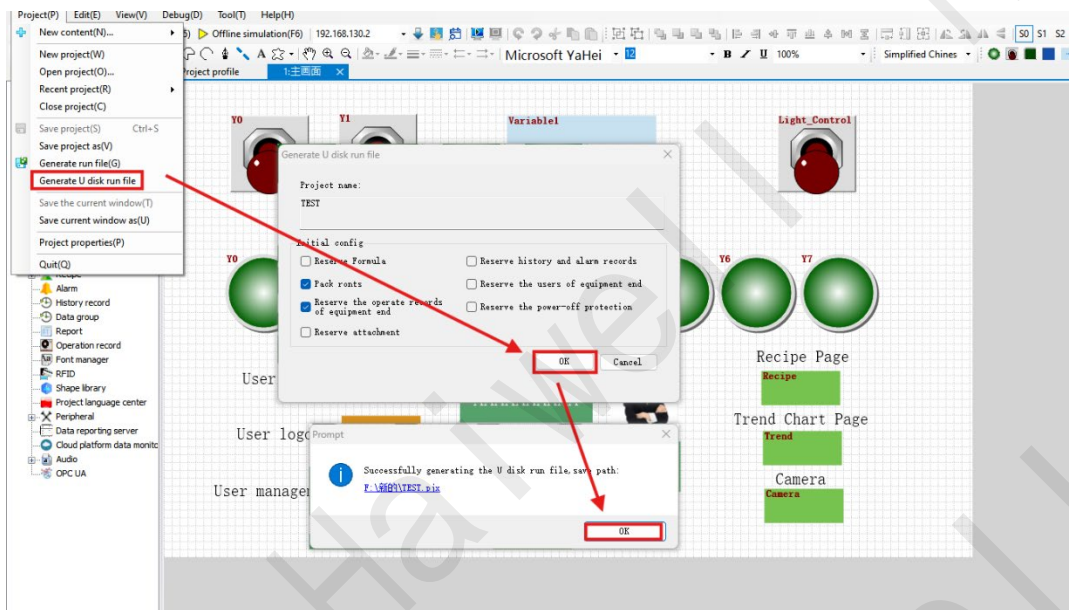 Project(P) Edit(E) View(V) Debug(D) Tool(T) Help(H)
New content(N)...
5) Offline simulation(F6) 192.168.130.2 S0 S1 S2
New project(W)
Microsoft YaHei 12 B I U 100% Simplified Chines
Open project(O)...
Project profile 1:主画面
Recent project(R)
Close project(C)
Save project(S) Ctrl+S
Save project as(V)
Generate run file(G)
Generate U disk run file
Save the current window(T)
Save current window as(U)
Project properties(P)
Quit(Q)
Recipe
Alarm
History record
Data group
Report
Operation record
Font manager
RFID
Shape library
Project language center
Peripheral
Data reporting server
Cloud platform data monitc
Audio
OPC UA
Y0 Y1 Variable1 Light_Control
Generate U disk run file
Project name:
TEST
Initial config
Reserve Formula
Reserve history and alarm records
Pack ronts
Reserve the users of equipment end
Reserve the operate records of equipment end
Reserve the power-off protection
Reserve attachment
OK Cancel
Y0 Y6 Y7
User
User logo
User manager
Recipe Page
Recipe
Trend Chart Page
Trend
Camera
Camera
Prompt
Successfully generating the U disk run file,save path:
F:\新的\TEST.pix
OK
Haiwell